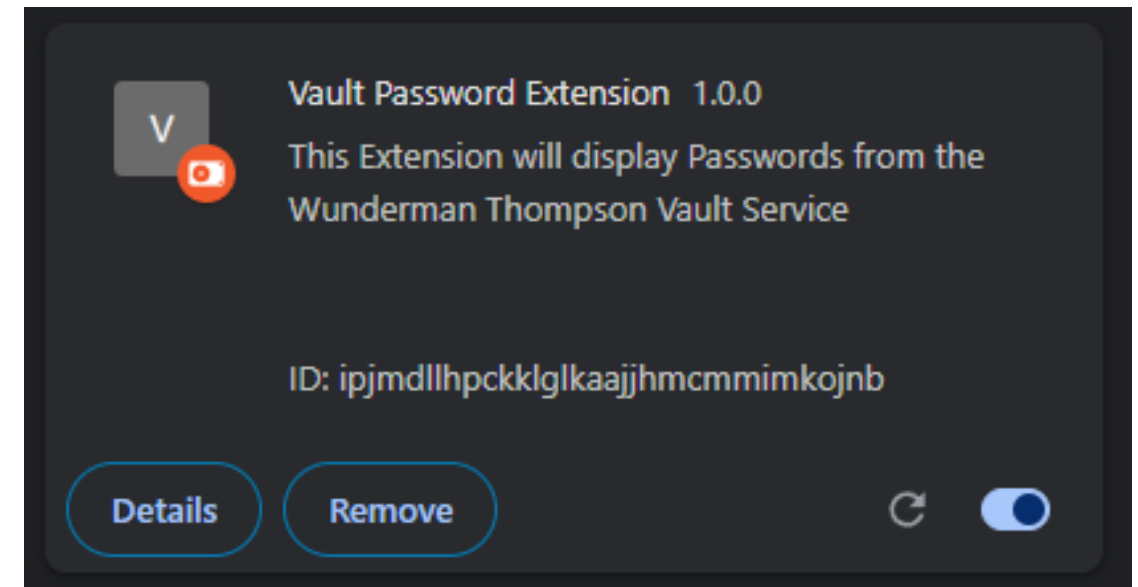 V
Vault Password Extension 1.0.0
This Extension will display Passwords from the
Wunderman Thompson Vault Service
ID: ipjmdllhpckklglkaajjhmcmmimkojnb
Details
Remove